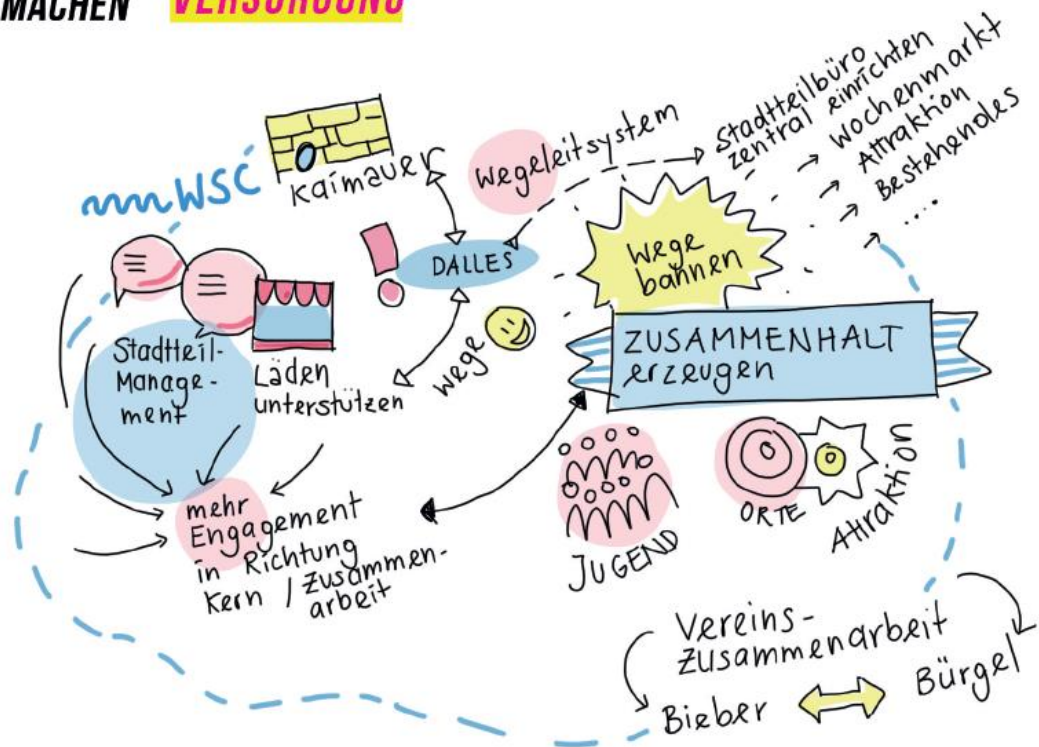 MACHEN VERSORGUNG
WSC
Kaimauer
Wegeleitsystem
Stadtteilbüro
zentral einrichten
Wochenmarkt
Attraktion
Bestehendes
....
DALLES
Wege
bahnen
wege
ZUSAMMENHALT
erzeugen
Stadtteil-
Manage-
ment
Läden
unterstützen
mehr
Engagement
in Richtung
Kern / Zusammen-
arbeit
JUGEND
ORTE
Attraktion
Vereins-
zusammenarbeit
Bieber
Bürgel